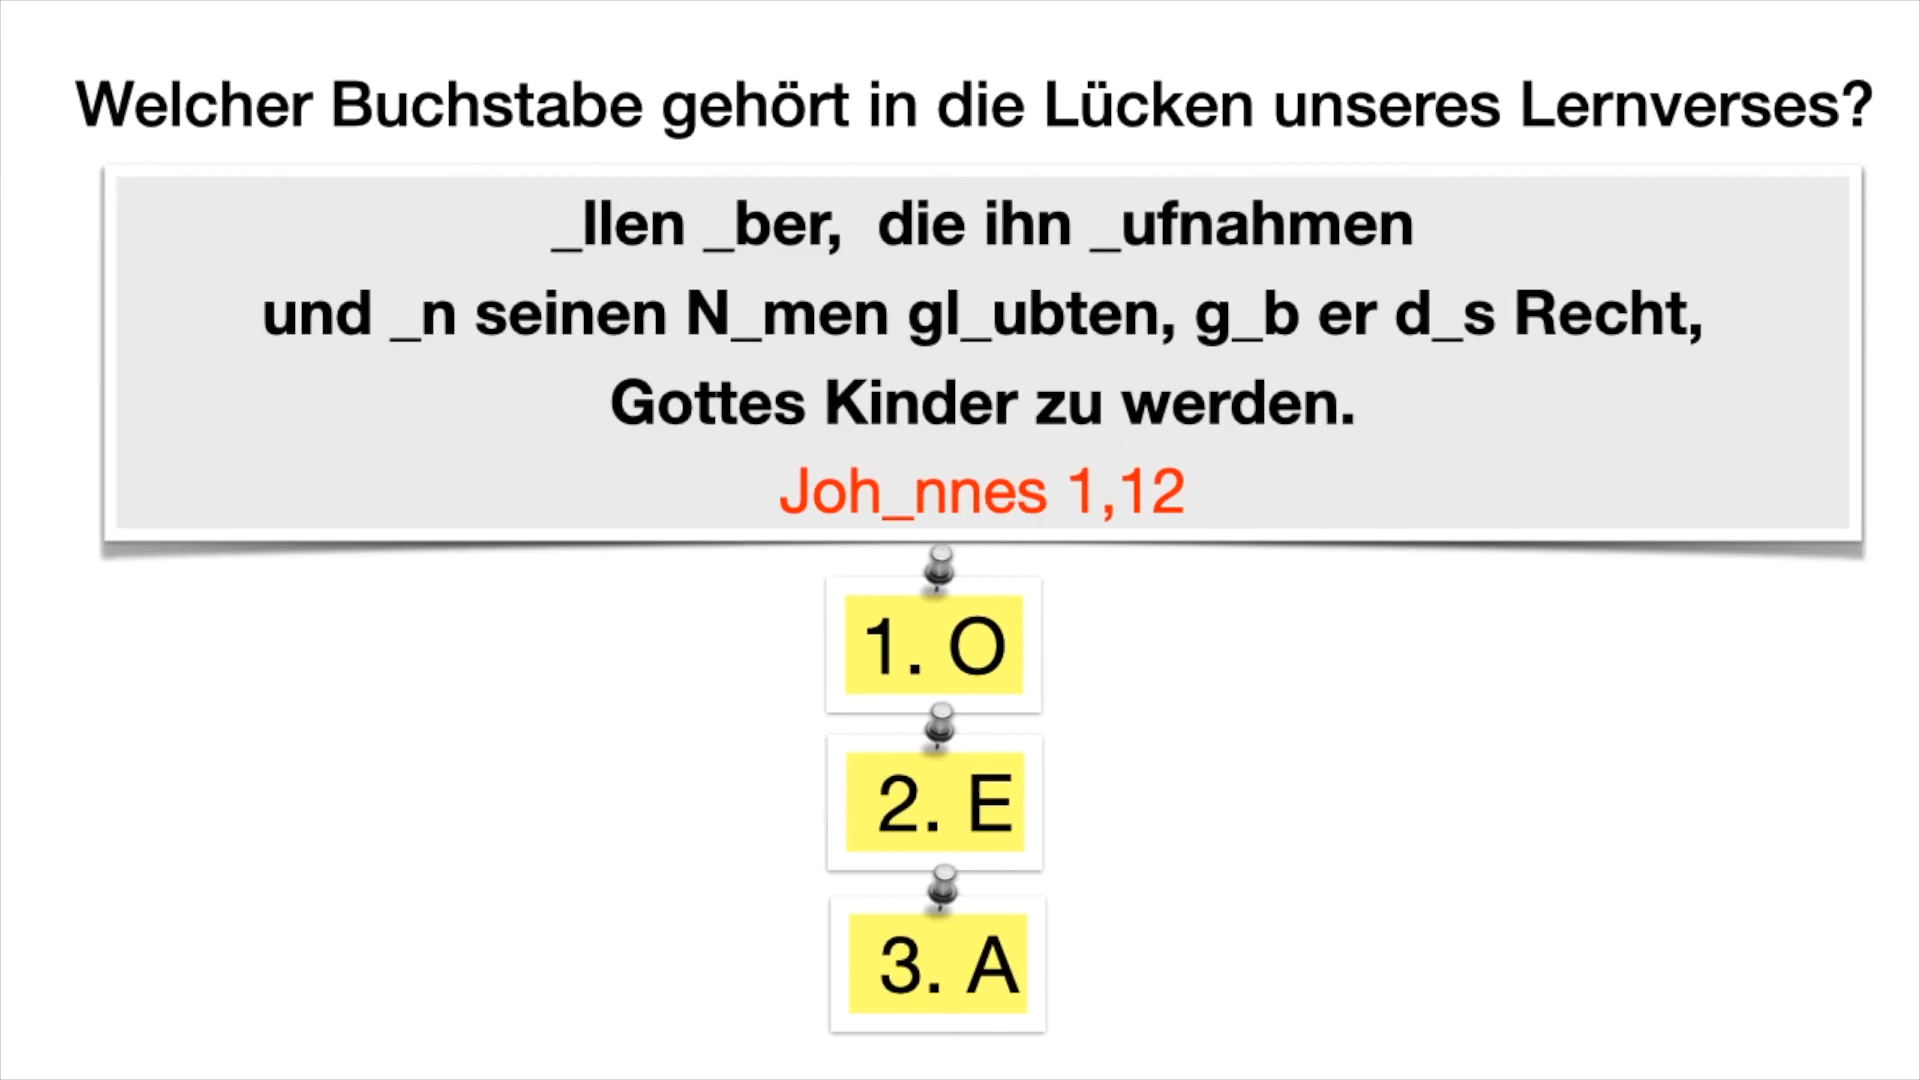 Welcher Buchstabe gehört in die Lücken unseres Lernverses?
_llen _ber,  die ihn _ufnahmen
und _n seinen N_men gl_ubten, g_b er d_s Recht,
Gottes Kinder zu werden.
Joh_nnes 1,12
1. O
2. E
3. A